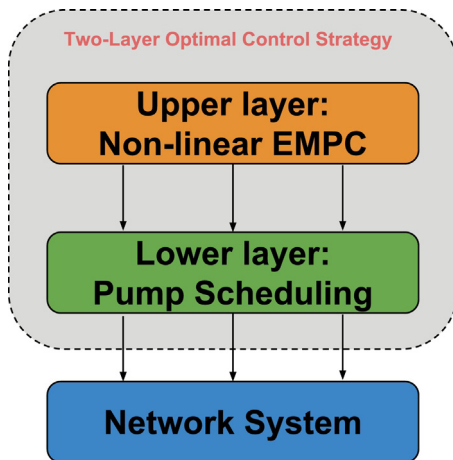 Two-Layer Optimal Control Strategy
Upper layer:
Non-linear EMPC
Lower layer:
Pump Scheduling
Network System